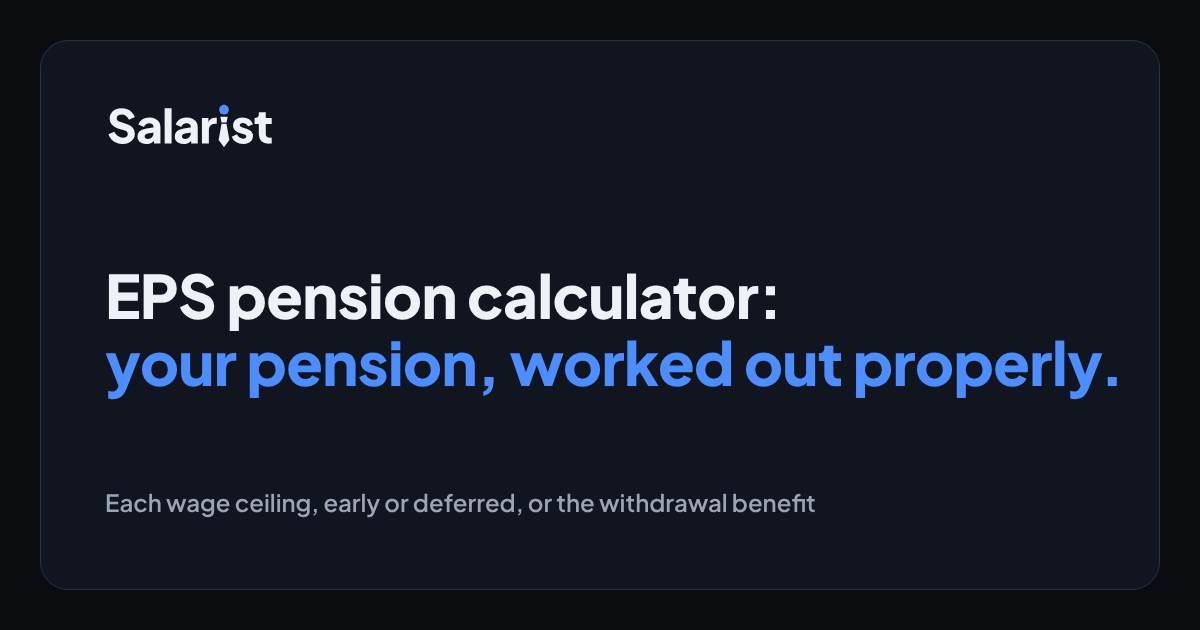 Salarist
EPS pension calculator:
your pension, worked out properly.
Each wage ceiling, early or deferred, or the withdrawal benefit